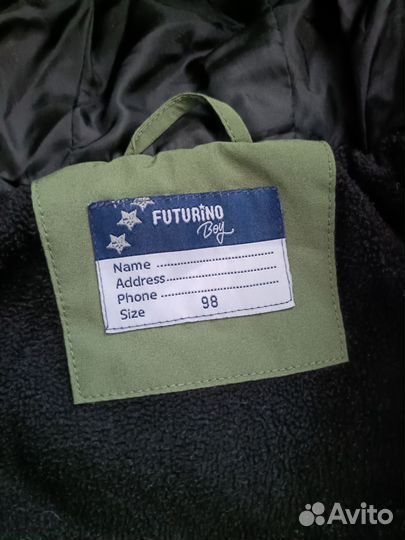 FUTURINO
Boy
Name
Address
Phone
Size 98
Avito